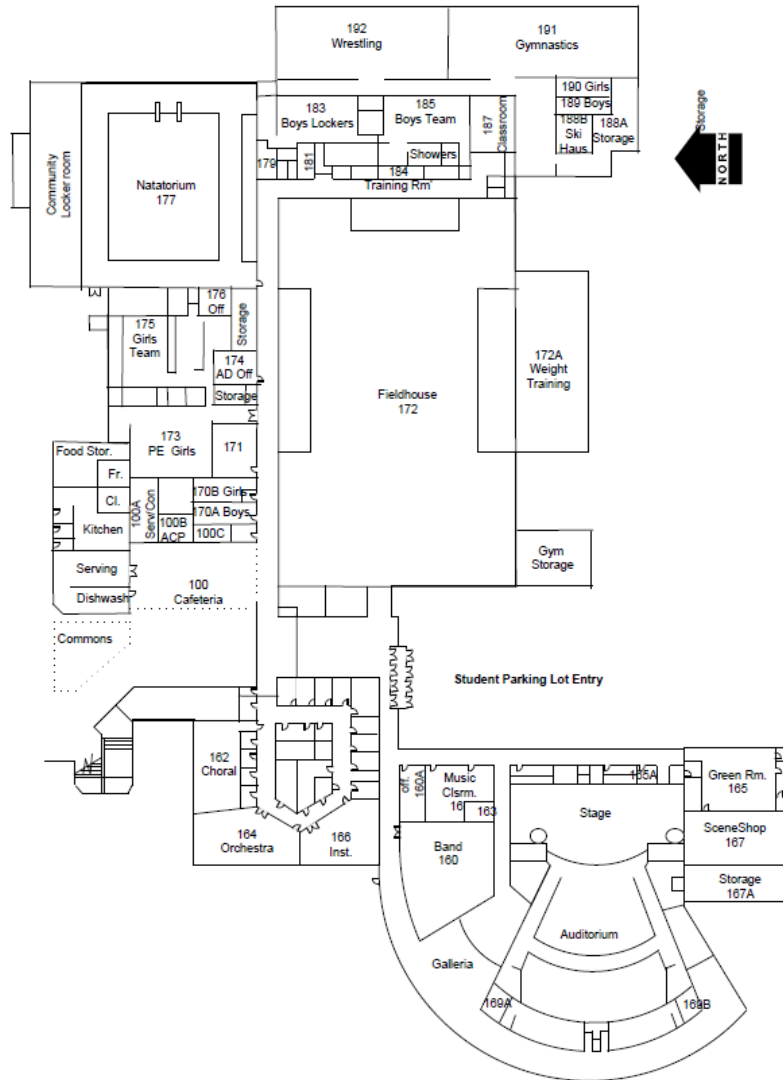 192
Wrestling
191
Gymnastics
190 Girls
189 Boys
188B
Ski
Haus
188A
Storage
Storage
NORTH
183
Boys Lockers
185
Boys Team
187
Classroom
Showers
179
181
184
Training Rm'
Community
Locker room
Natatorium
177
176
Off
Storage
175
Girls
Team
174
AD Off
Storage
172A
Weight
Training
Fieldhouse
172
173
PE Girls
171
Food Stor.
Fr.
Cl.
100A
Serv/Con
170B Girls
170A Boys
100B
ACP
100C
Kitchen
Serving
Dishwash
100
Cafeteria
Gym
Storage
Commons
Student Parking Lot Entry
162
Choral
164
Orchestra
166
Inst.
off.
160A
Music
Clsrm.
16
163
165A
Green Rm.
165
Stage
SceneShop
167
Band
160
Storage
167A
Auditorium
Galleria
169A
169B